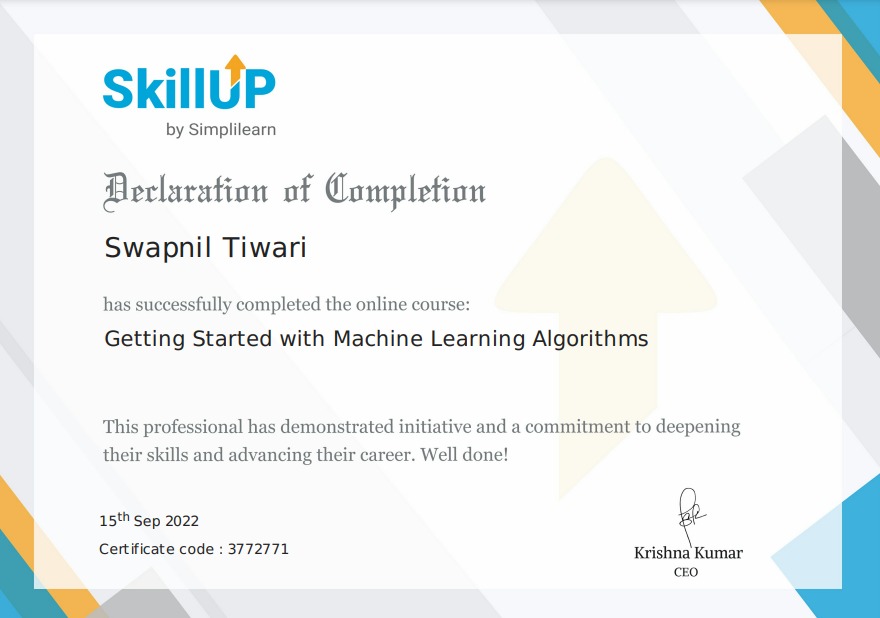 SkillUP
by Simplilearn
Declaration of Completion
Swapnil Tiwari
has successfully completed the online course:
Getting Started with Machine Learning Algorithms
This professional has demonstrated initiative and a commitment to deepening
their skills and advancing their career. Well done!
15th Sep 2022
Certificate code : 3772771
Krishna Kumar
CEO